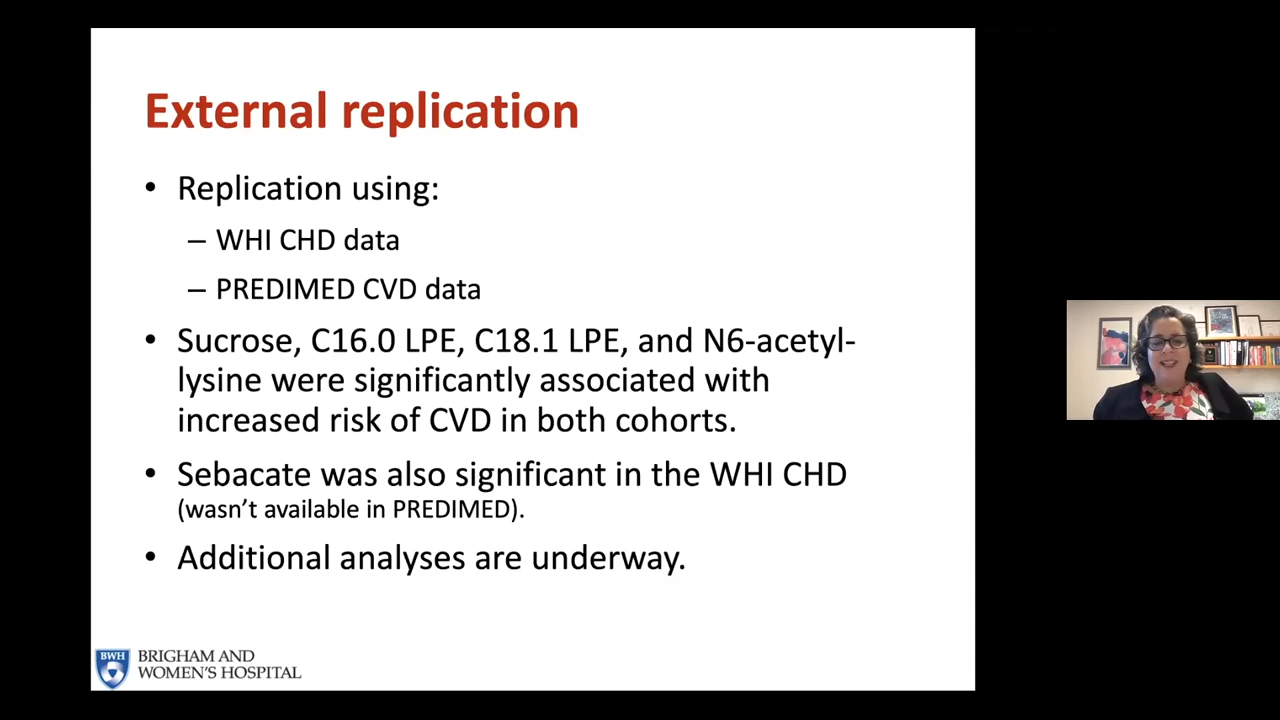 External replication
• Replication using:
– WHI CHD data
– PREDIMED CVD data
• Sucrose, C16.0 LPE, C18.1 LPE, and N6-acetyl-
lysine were significantly associated with
increased risk of CVD in both cohorts.
• Sebacate was also significant in the WHI CHD
(wasn't available in PREDIMED).
• Additional analyses are underway.
BWH
BRIGHAM AND
WOMEN'S HOSPITAL